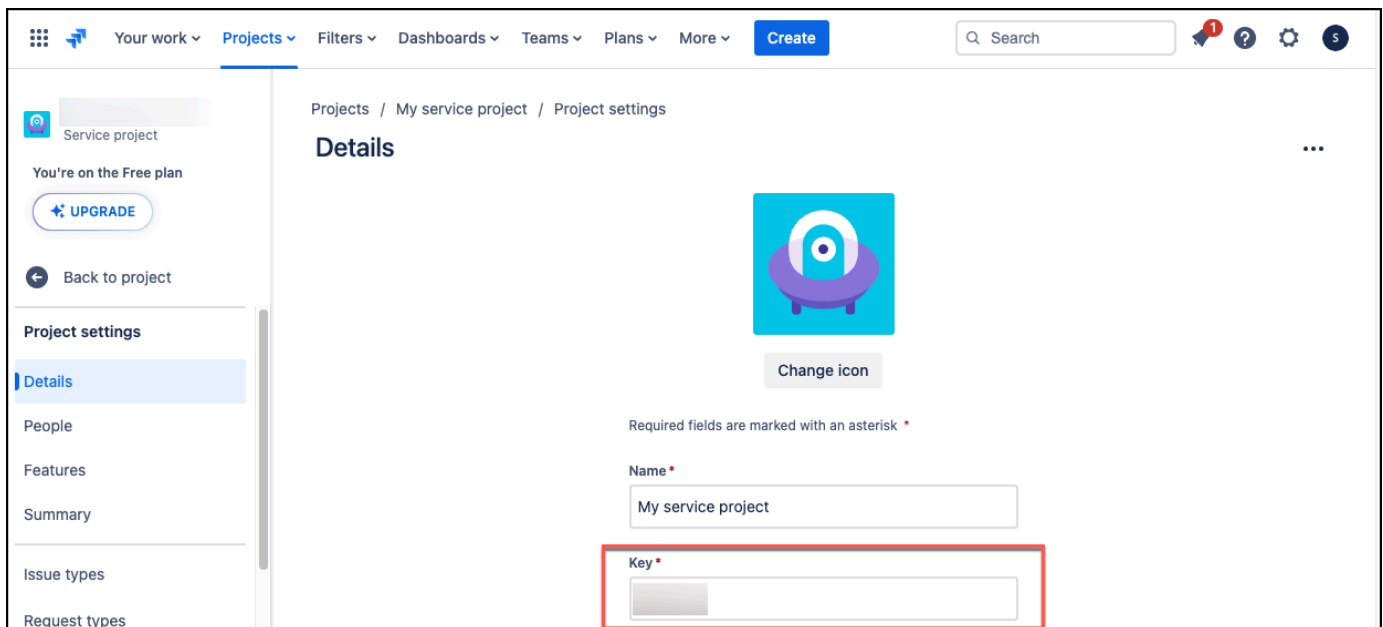 Your work Projects Filters Dashboards Teams Plans More Create Search 1 ? S
Service project
You're on the Free plan
UPGRADE
Back to project
Project settings
Details
People
Features
Summary
Issue types
Request types
Projects / My service project / Project settings
Details
Change icon
Required fields are marked with an asterisk *
Name *
My service project
Key *